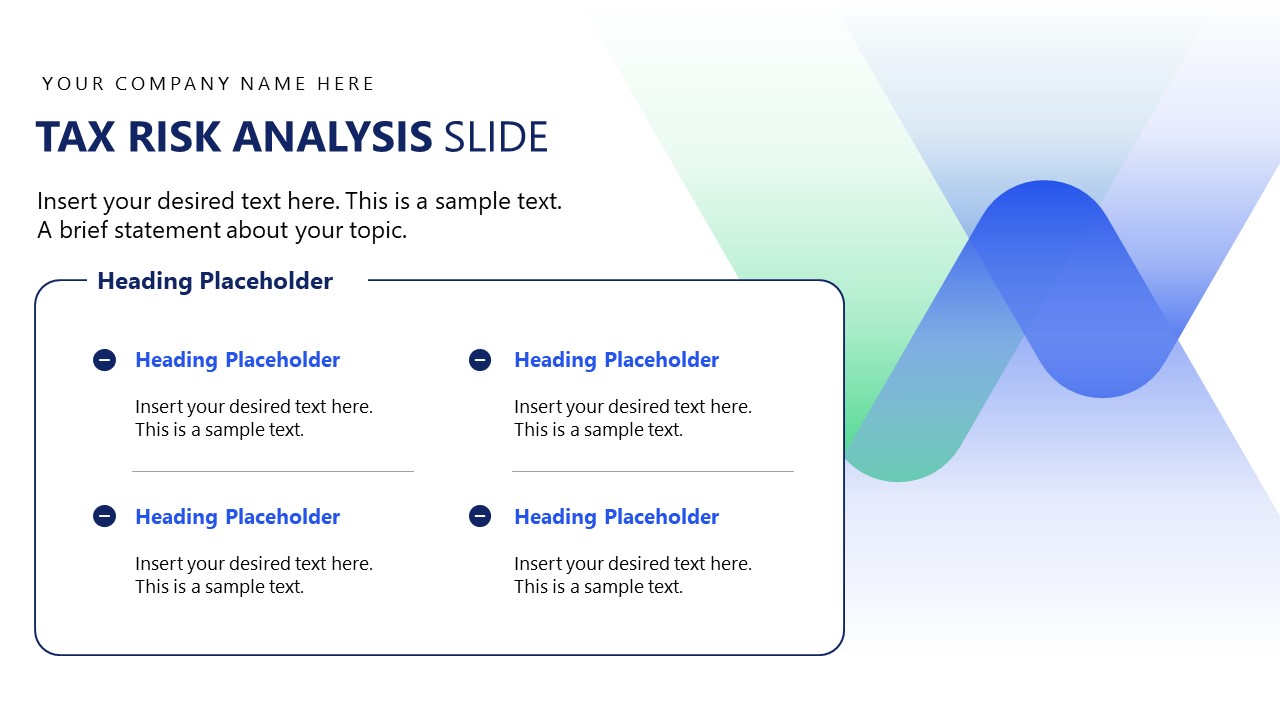 YOUR COMPANY NAME HERE
TAX RISK ANALYSIS SLIDE
Insert your desired text here. This is a sample text.
A brief statement about your topic.
Heading Placeholder
Heading Placeholder
Insert your desired text here.
This is a sample text.
Heading Placeholder
Insert your desired text here.
This is a sample text.
Heading Placeholder
Insert your desired text here.
This is a sample text.
Heading Placeholder
Insert your desired text here.
This is a sample text.